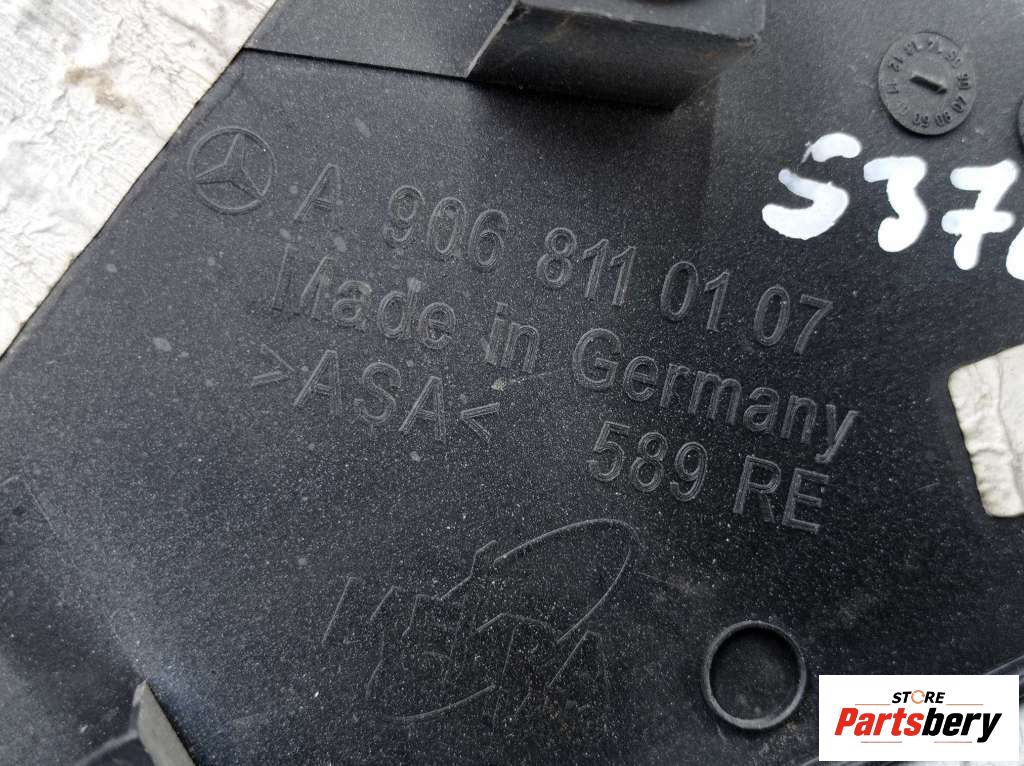 A 906 811 01 07
Made in Germany
>ASA<
589 RE
S37
STORE
Partsbery